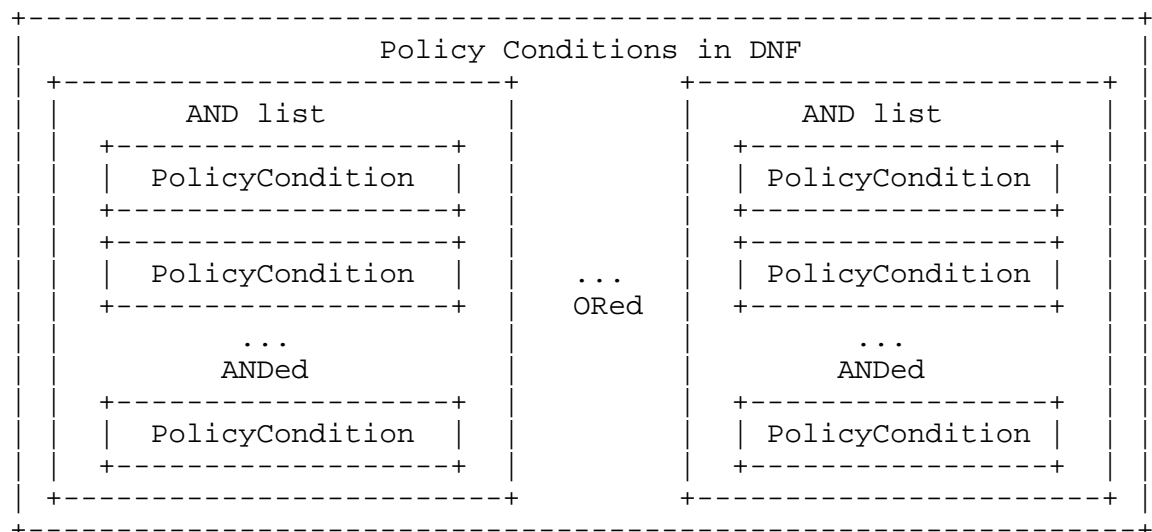 Policy Conditions in DNF
AND list AND list
PolicyCondition PolicyCondition
PolicyCondition ... PolicyCondition
ORed
... ...
ANDed ANDed
PolicyCondition PolicyCondition